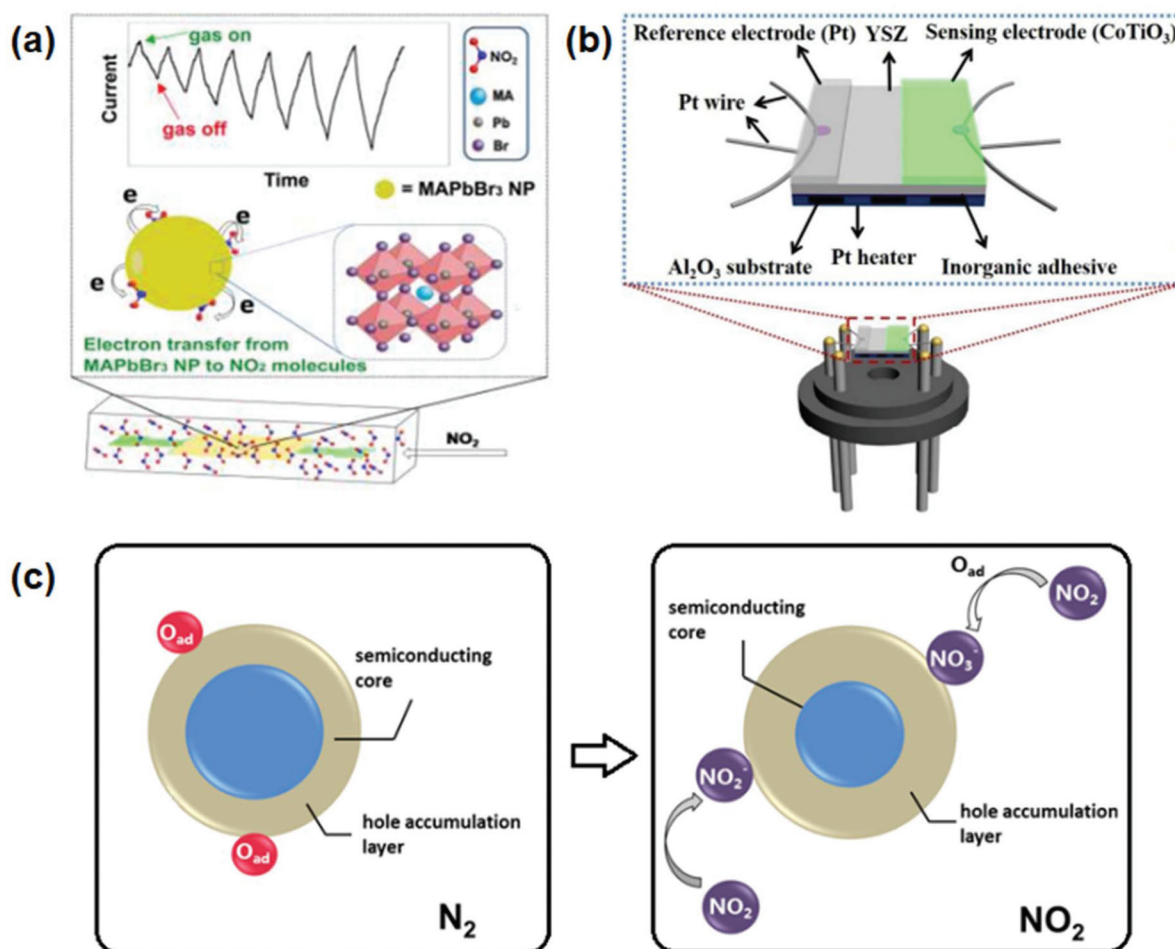 (a)
gas on
gas off
Current
Time
NO₂
MA
Pb
Br
= MAPbBr₃ NP
e
e
e
e
Electron transfer from
MAPbBr₃ NP to NO₂ molecules
NO₂
(b)
Reference electrode (Pt)
YSZ
Sensing electrode (CoTiO₃)
Pt wire
Al₂O₃ substrate
Pt heater
Inorganic adhesive
(c)
Oad
semiconducting
core
hole accumulation
layer
Oad
N₂
Oad
NO₂
semiconducting
core
NO₃⁻
NO₂⁻
hole accumulation
layer
NO₂
NO₂